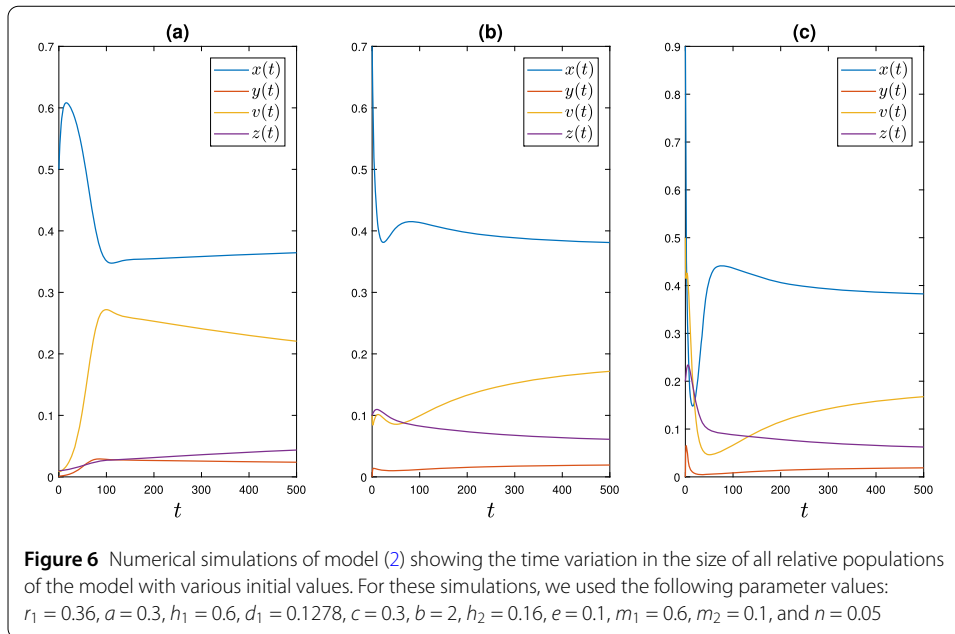 (a)
0.7
0.6
0.5
0.4
0.3
0.2
0.1
0
0 100 200 300 400 500
t
x(t)
y(t)
v(t)
z(t)
(b)
0.7
0.6
0.5
0.4
0.3
0.2
0.1
0
0 100 200 300 400 500
t
x(t)
y(t)
v(t)
z(t)
(c)
0.9
0.8
0.7
0.6
0.5
0.4
0.3
0.2
0.1
0
0 100 200 300 400 500
t
x(t)
y(t)
v(t)
z(t)
Figure 6 Numerical simulations of model (2) showing the time variation in the size of all relative populations
of the model with various initial values. For these simulations, we used the following parameter values:
r₁ = 0.36, a = 0.3, h₁ = 0.6, d₁ = 0.1278, c = 0.3, b = 2, h₂ = 0.16, e = 0.1, m₁ = 0.6, m₂ = 0.1, and n = 0.05